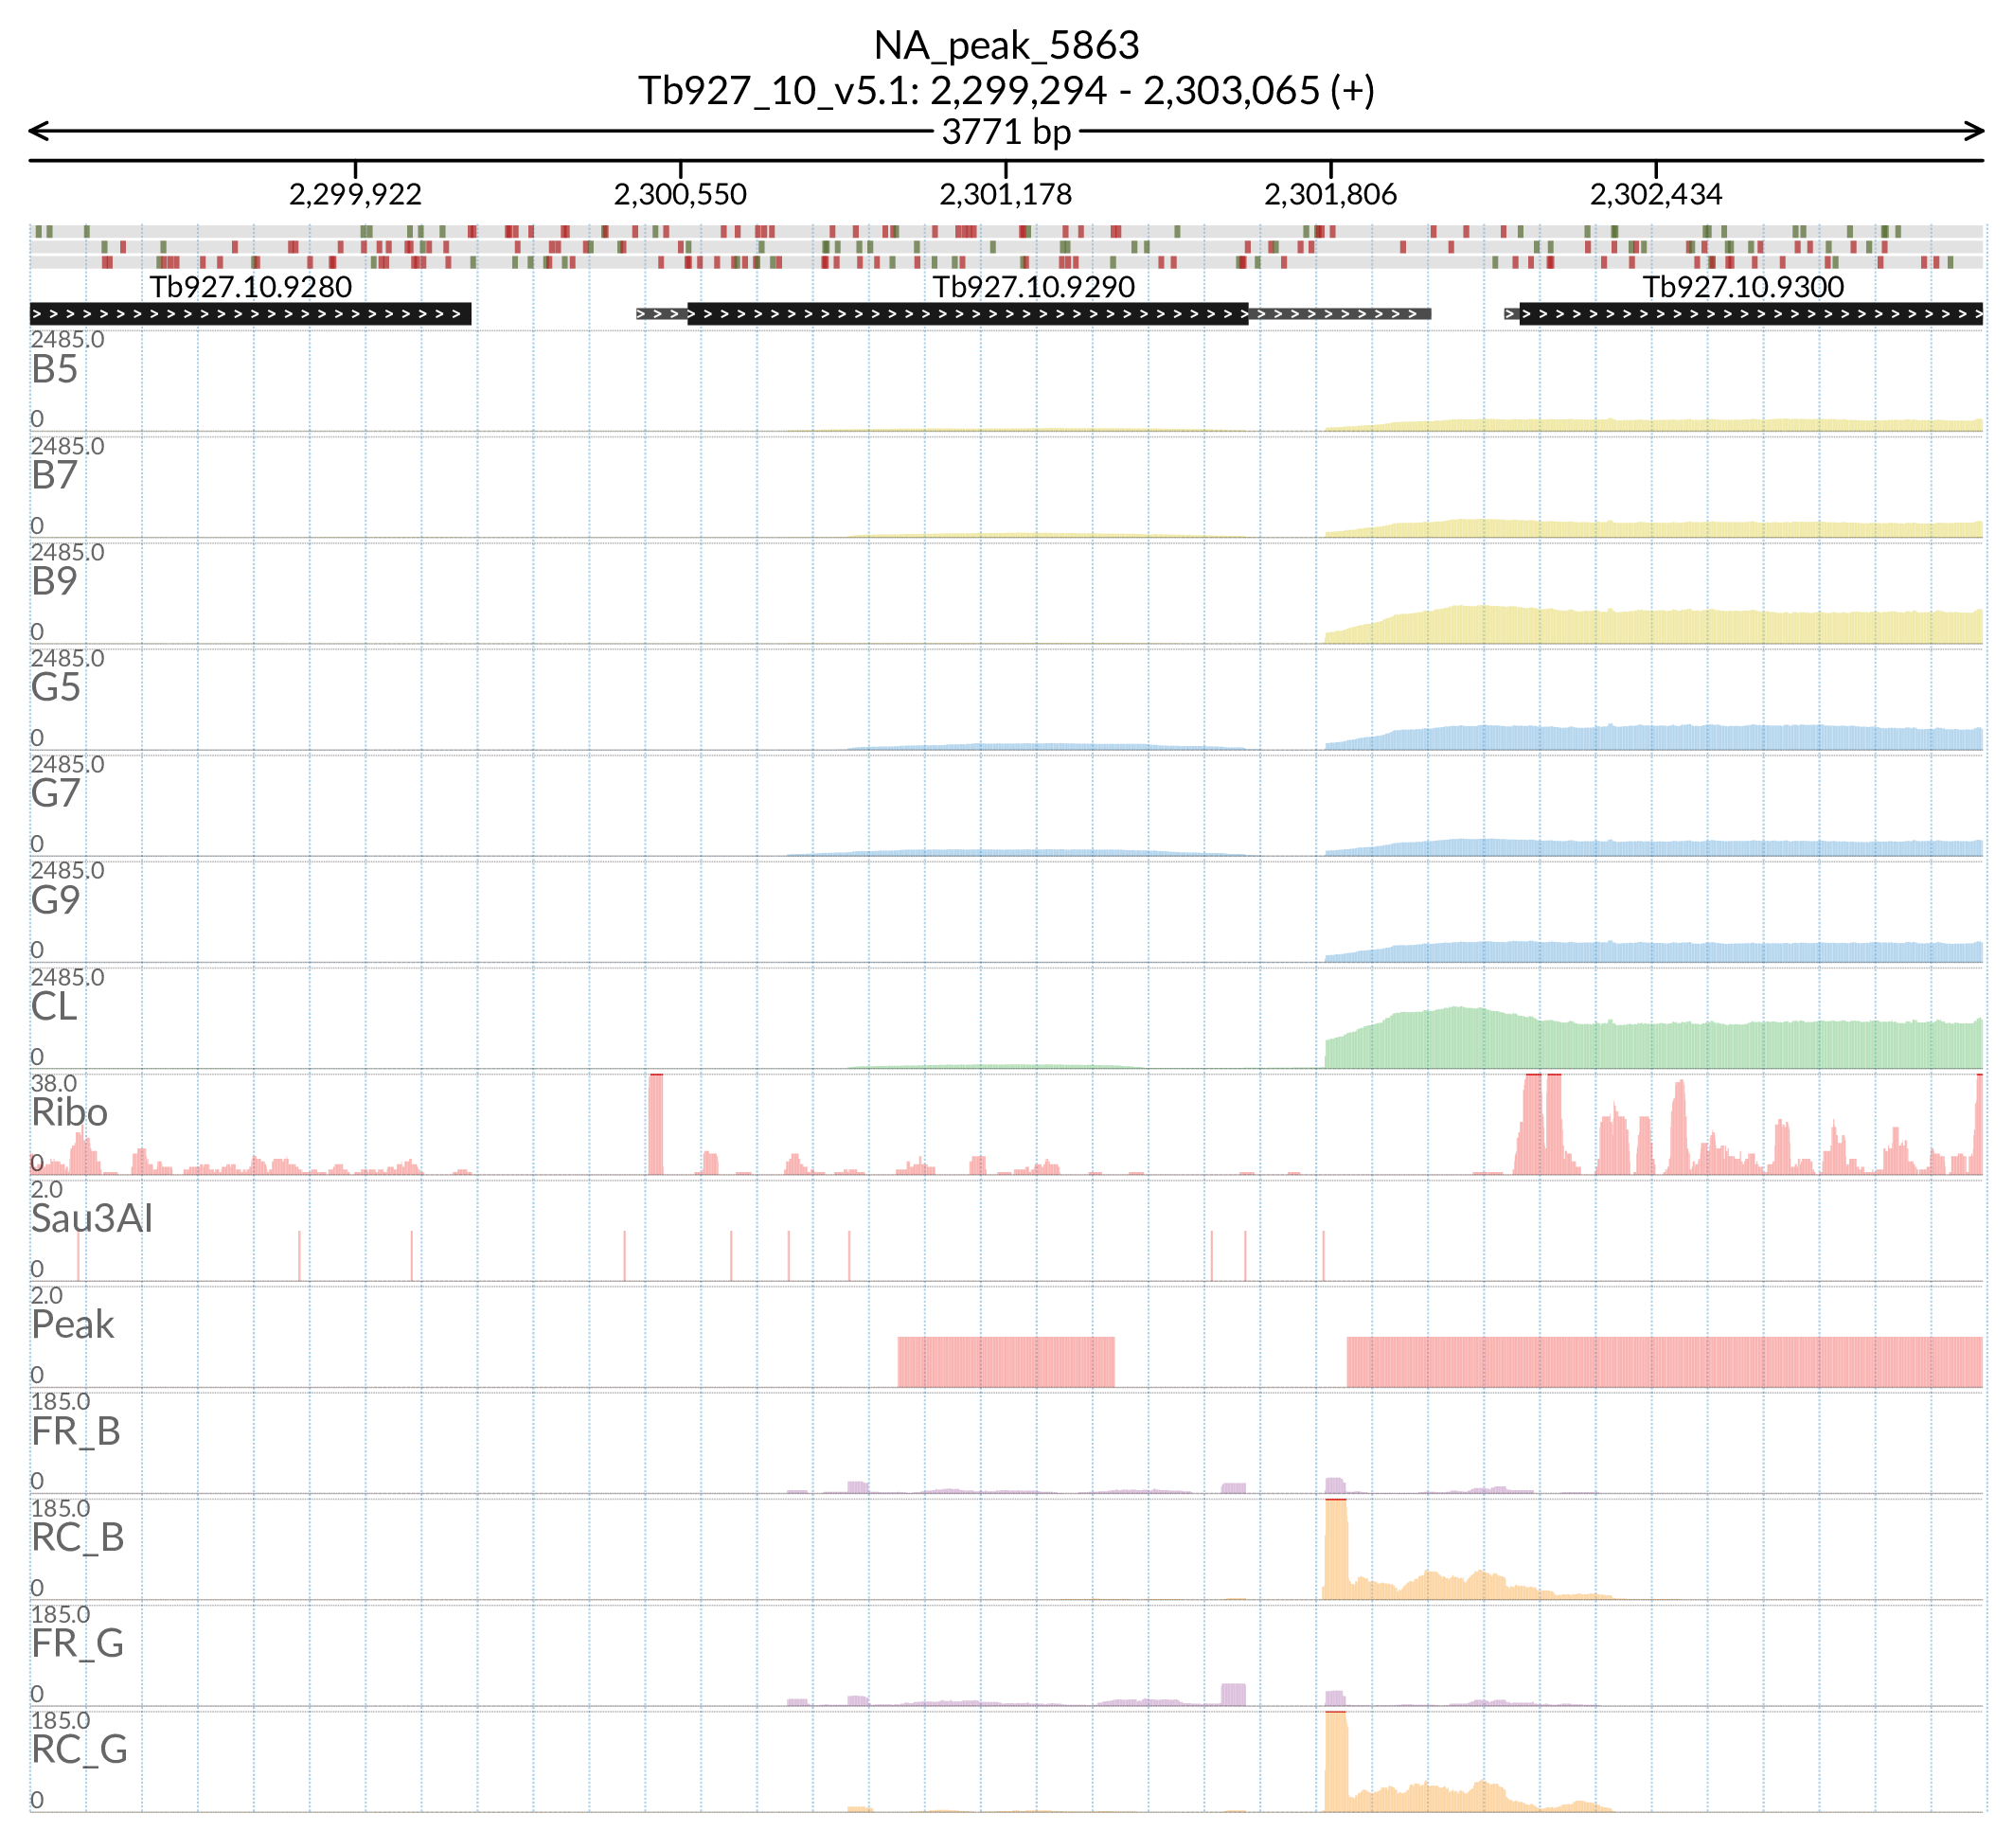 NA_peak_5863
Tb927_10_v5.1: 2,299,294 - 2,303,065 (+)
3771 bp
2,299,922 2,300,550 2,301,178 2,301,806 2,302,434
Tb927.10.9280 Tb927.10.9290 Tb927.10.9300
2485.0
B5
0
2485.0
B7
0
2485.0
B9
0
2485.0
G5
0
2485.0
G7
0
2485.0
G9
0
2485.0
CL
0
38.0
Ribo
0
2.0
Sau3AI
0
2.0
Peak
0
185.0
FR_B
0
185.0
RC_B
0
185.0
FR_G
0
185.0
RC_G
0